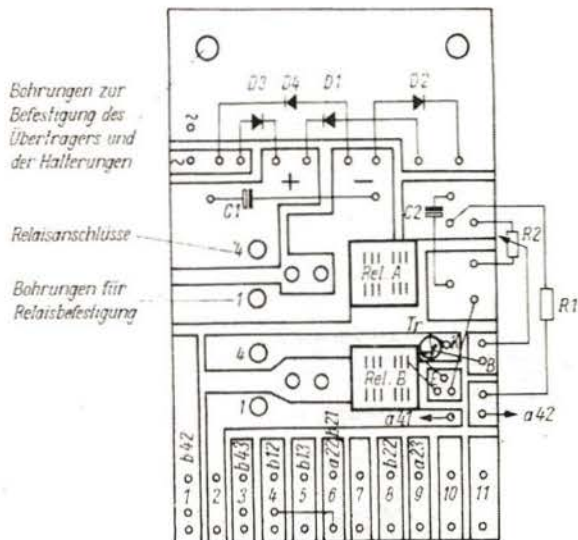 Bohrungen zur
Befestigung des
Übertragers und
der Halterungen
Relaisanschlüsse
Bohrungen für
Relaisbefestigung
D3 D4 D1 D2
~
~
+ −
C1
C2
R2
R1
4
1
Rel. A
Tr
K
B
E
4
1
Rel. B
a41
a42
b42 b43 b12 b13 a22 b21 b22 a23
1 2 3 4 5 6 7 8 9 10 11